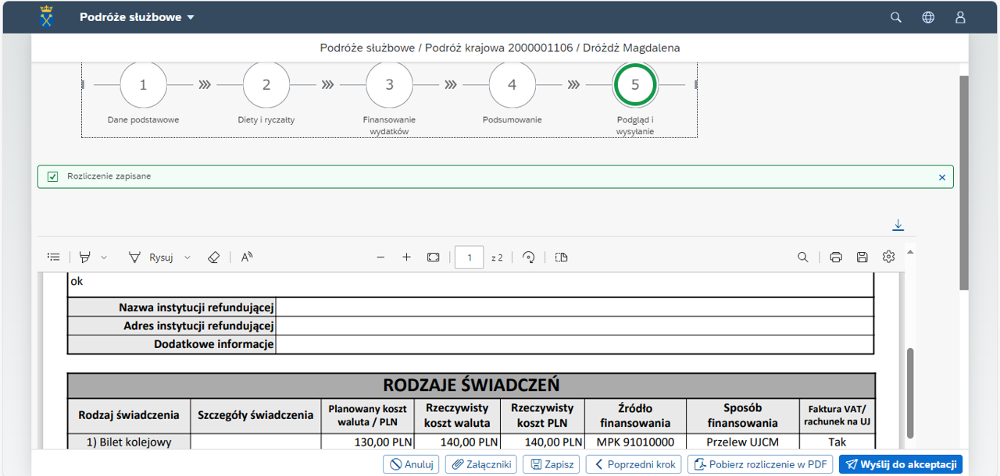 Podróże służbowe
Podróże służbowe / Podróż krajowa 2000001106 / Dróżdż Magdalena
1 2 3 4 5
Dane podstawowe Diety i ryczałty Finansowanie wydatków Podsumowanie Podgląd i wysyłanie
Rozliczenie zapisane
Rysuj A 1 z 2
ok
Nazwa instytucji refundującej
Adres instytucji refundującej
Dodatkowe informacje
RODZAJE ŚWIADCZEŃ
Rodzaj świadczenia Szczegóły świadczenia Planowany koszt waluta / PLN Rzeczywisty koszt waluta Rzeczywisty koszt PLN Źródło finansowania Sposób finansowania Faktura VAT/ rachunek na UJ
1) Bilet kolejowy 130,00 PLN 140,00 PLN 140,00 PLN MPK 91010000 Przelew UJCM Tak
Anuluj Załączniki Zapisz Poprzedni krok Pobierz rozliczenie w PDF Wyślij do akceptacji